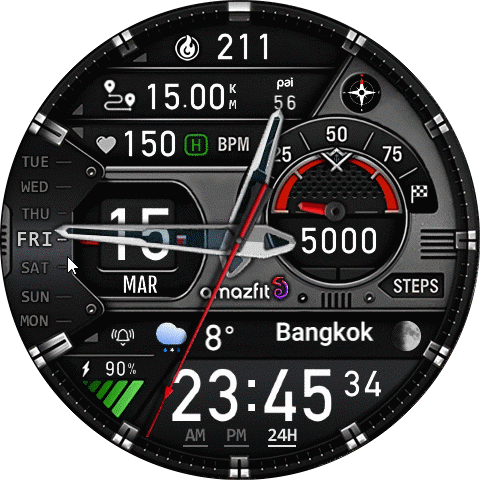 211
15.00 KM
pai
56
150 H BPM
25 50 75
TUE
WED
THU
FRI
SAT
SUN
MON
15
MAR
5000
STEPS
amazfit
8°
Bangkok
90%
23:45 34
AM PM 24H